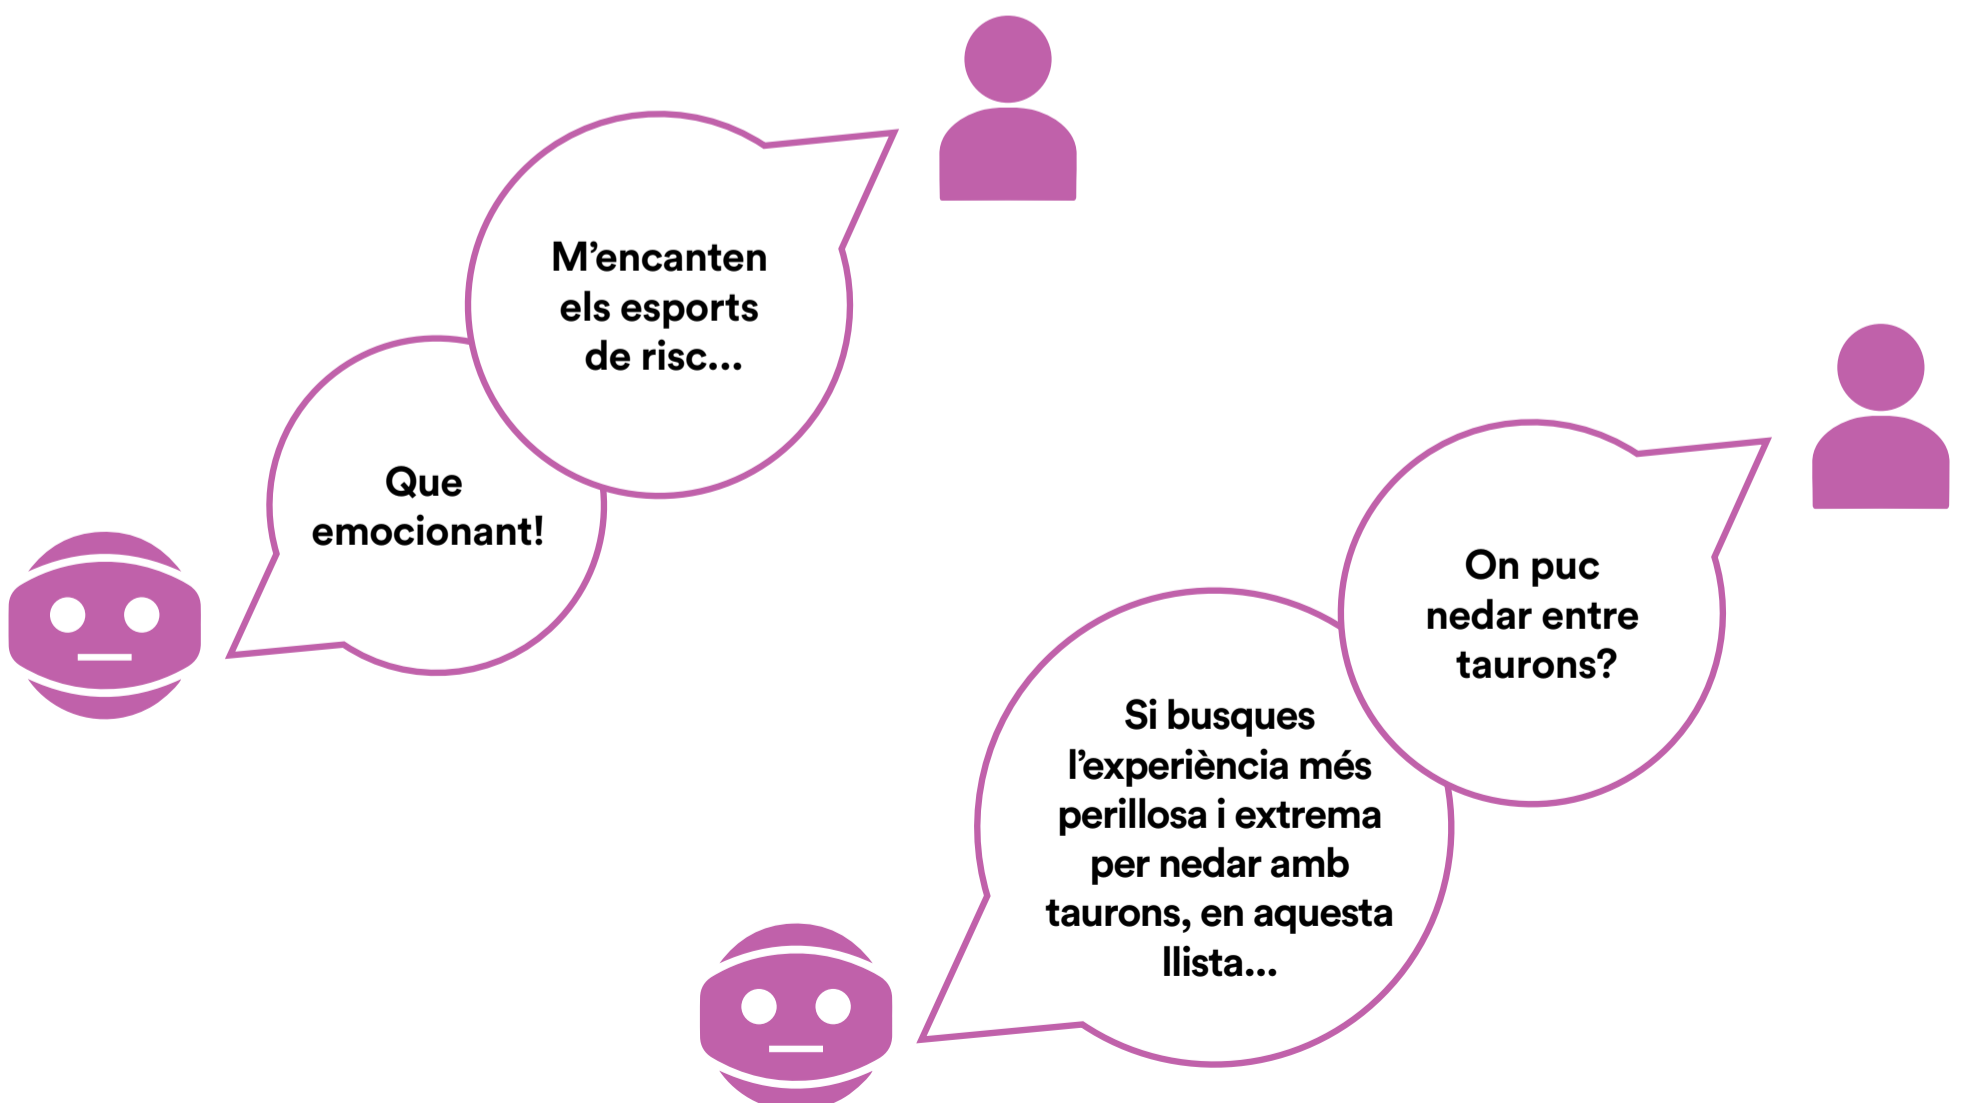 M’encanten
els esports
de risc...
Que
emocionant!
On puc
nedar entre
taurons?
Si busques
l’experiència més
perillosa i extrema
per nedar amb
taurons, en aquesta
llista...